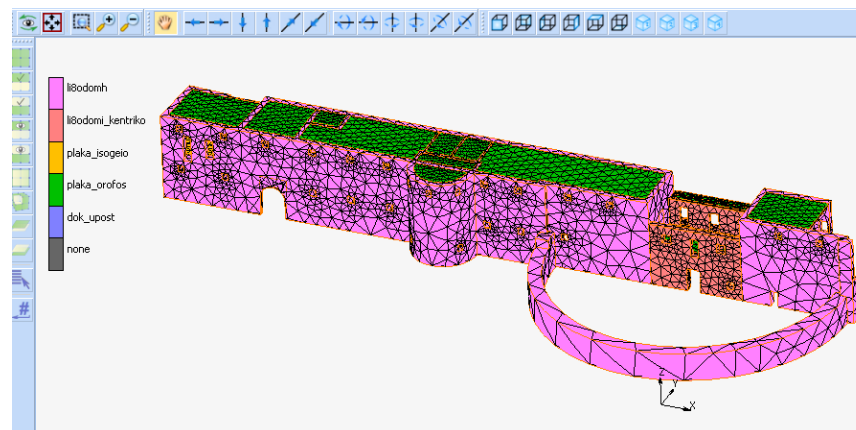 li8odomh
li8odomi_kentriko
plaka_isogeio
plaka_orofos
dok_upost
none
#
Z
Y
X